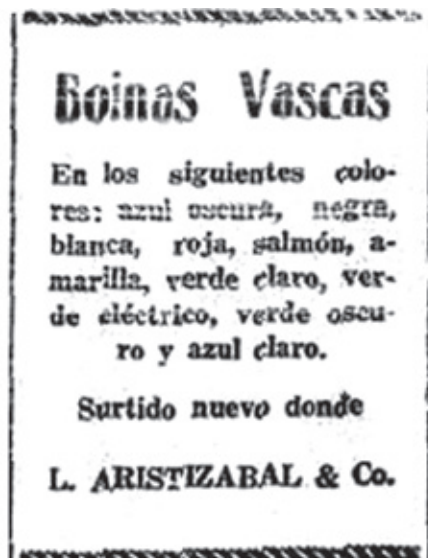 Boinas Vascas
En los siguientes colo-
res: azul oscura, negra,
blanca, roja, salmón, a-
marilla, verde claro, ver-
de eléctrico, verde oscu-
ro y azul claro.
Surtido nuevo donde
L. ARISTIZABAL & Co.